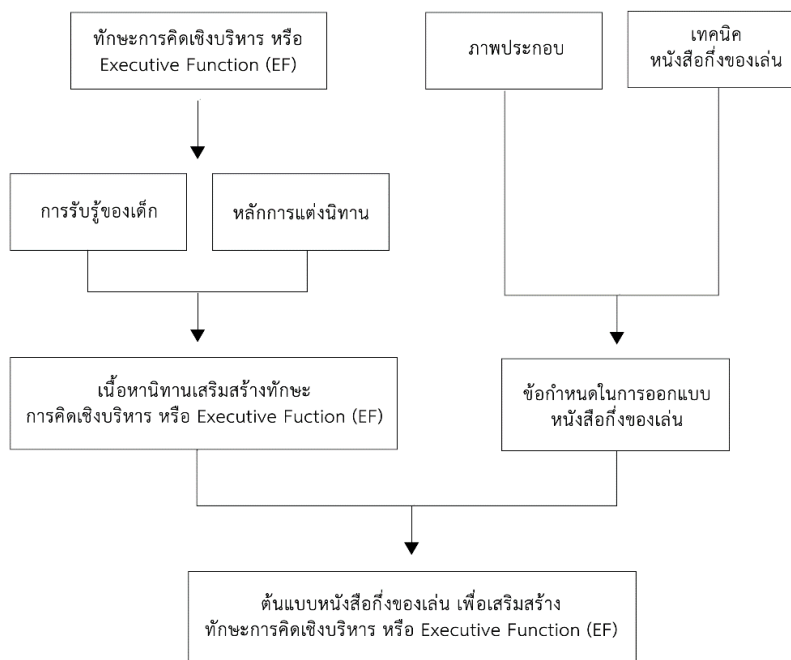 ทักษะการคิดเชิงบริหาร หรือ
Executive Function (EF)
ภาพประกอบ
เทคนิค
หนังสือกึ่งของเล่น
การรับรู้ของเด็ก
หลักการแต่งนิทาน
เนื้อหานิทานเสริมสร้างทักษะ
การคิดเชิงบริหาร หรือ Executive Fuction (EF)
ข้อกำหนดในการออกแบบ
หนังสือกึ่งของเล่น
ต้นแบบหนังสือกึ่งของเล่น เพื่อเสริมสร้าง
ทักษะการคิดเชิงบริหาร หรือ Executive Function (EF)